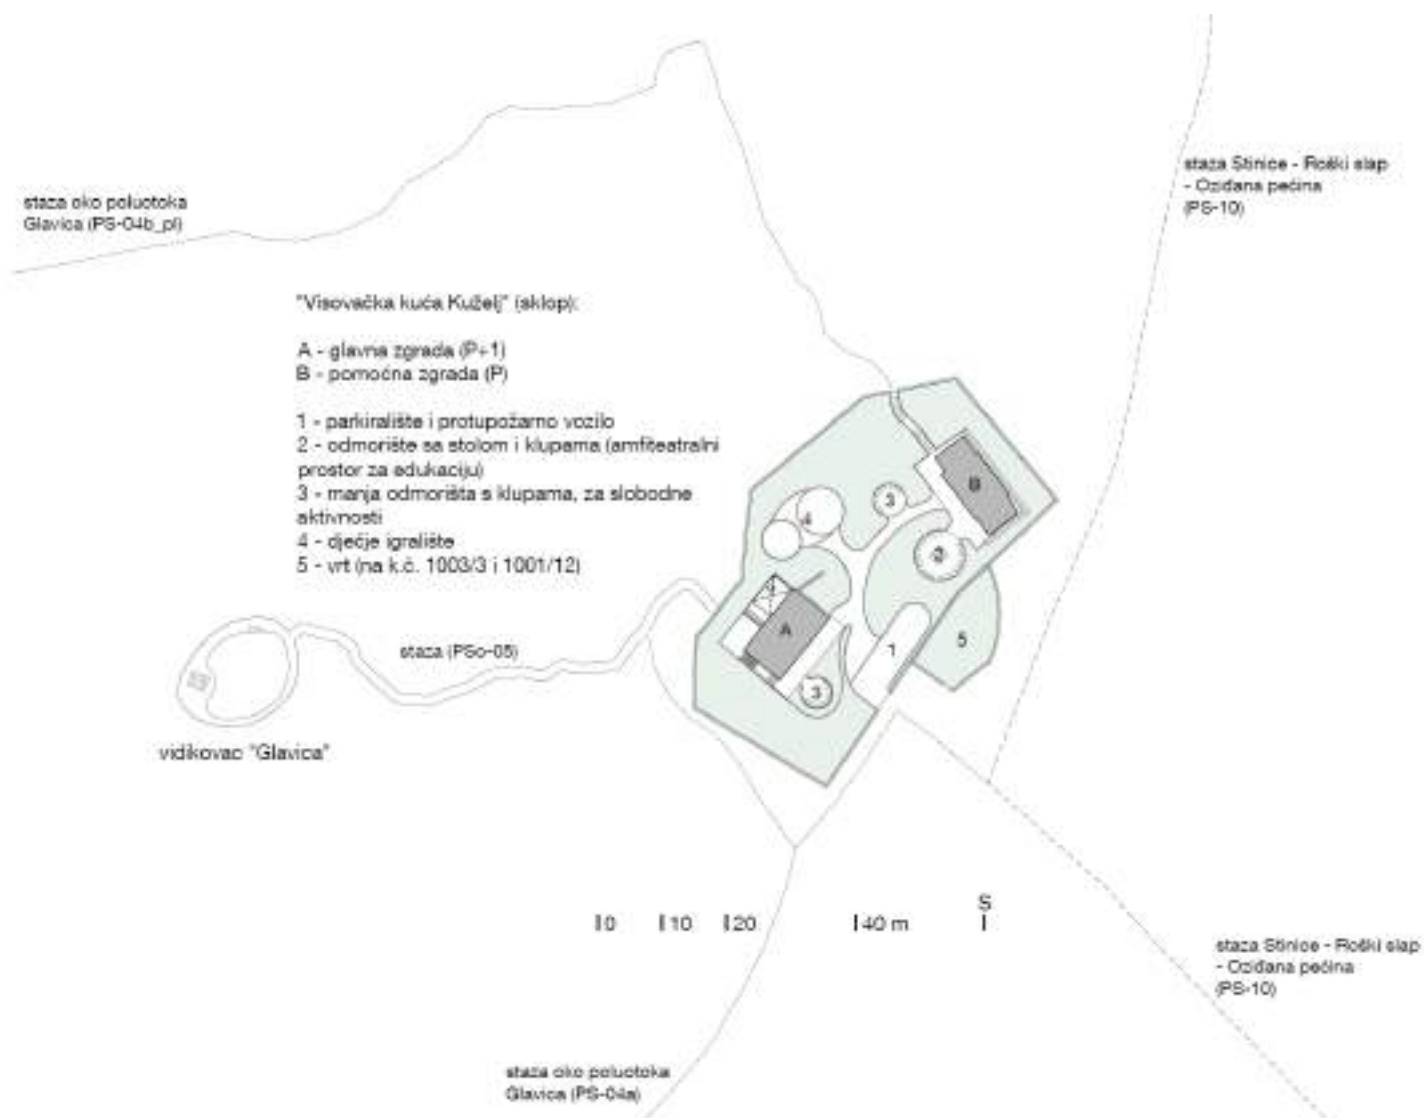 staza Stinice - Roški slap
- Oziđana pećina
(PS-10)
staza oko poluotoka
Glavica (PS-04b_pl)
"Visovačka kuća Kuželj" (sklop):
A - glavna zgrada (P+1)
B - pomoćna zgrada (P)
1 - parkiralište i protupožarno vozilo
2 - odmorište sa stolom i klupama (amfiteatralni
prostor za edukaciju)
3 - manja odmorišta s klupama, za slobodne
aktivnosti
4 - dječje igralište
5 - vrt (na k.č. 1003/3 i 1001/12)
B
3
4
2
A
5
1
3
staza (PSo-05)
vidikovac "Glavica"
0 10 20 40 m
S
staza Stinice - Roški slap
- Oziđana pećina
(PS-10)
staza oko poluotoka
Glavica (PS-04a)